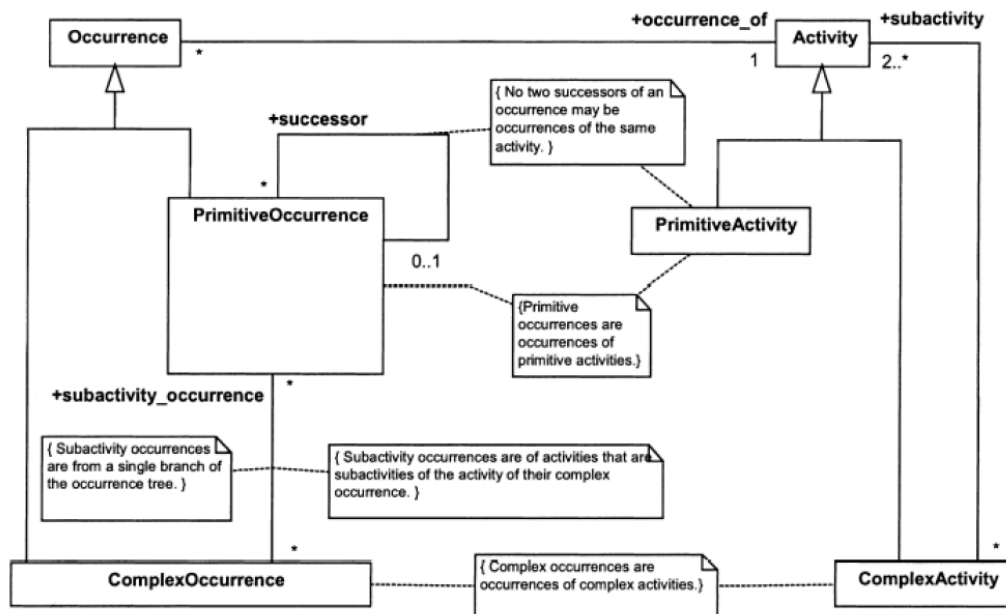 +occurrence_of
+subactivity
Occurrence
*
1
Activity
2..*
{ No two successors of an
occurrence may be
occurrences of the same
activity. }
+successor
*
PrimitiveOccurrence
0..1
PrimitiveActivity
{Primitive
occurrences are
occurrences of
primitive activities.}
*
+subactivity_occurrence
{ Subactivity occurrences
are from a single branch of
the occurrence tree. }
{ Subactivity occurrences are of activities that are
subactivities of the activity of their complex
occurrence. }
*
*
ComplexOccurrence
{ Complex occurrences are
occurrences of complex activities.}
ComplexActivity